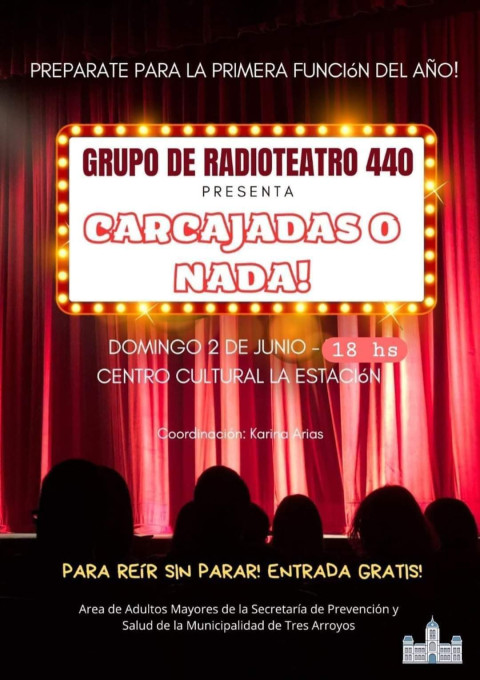 PREPARATE PARA LA PRIMERA FUNCIóN DEL AÑO!
GRUPO DE RADIOTEATRO 440
PRESENTA
CARCAJADAS O
NADA!
DOMINGO 2 DE JUNIO - 18 hs
CENTRO CULTURAL LA ESTACIóN
Coordinación: Karina Arias
PARA REíR SIN PARAR! ENTRADA GRATIS!
Area de Adultos Mayores de la Secretaría de Prevención y
Salud de la Municipalidad de Tres Arroyos